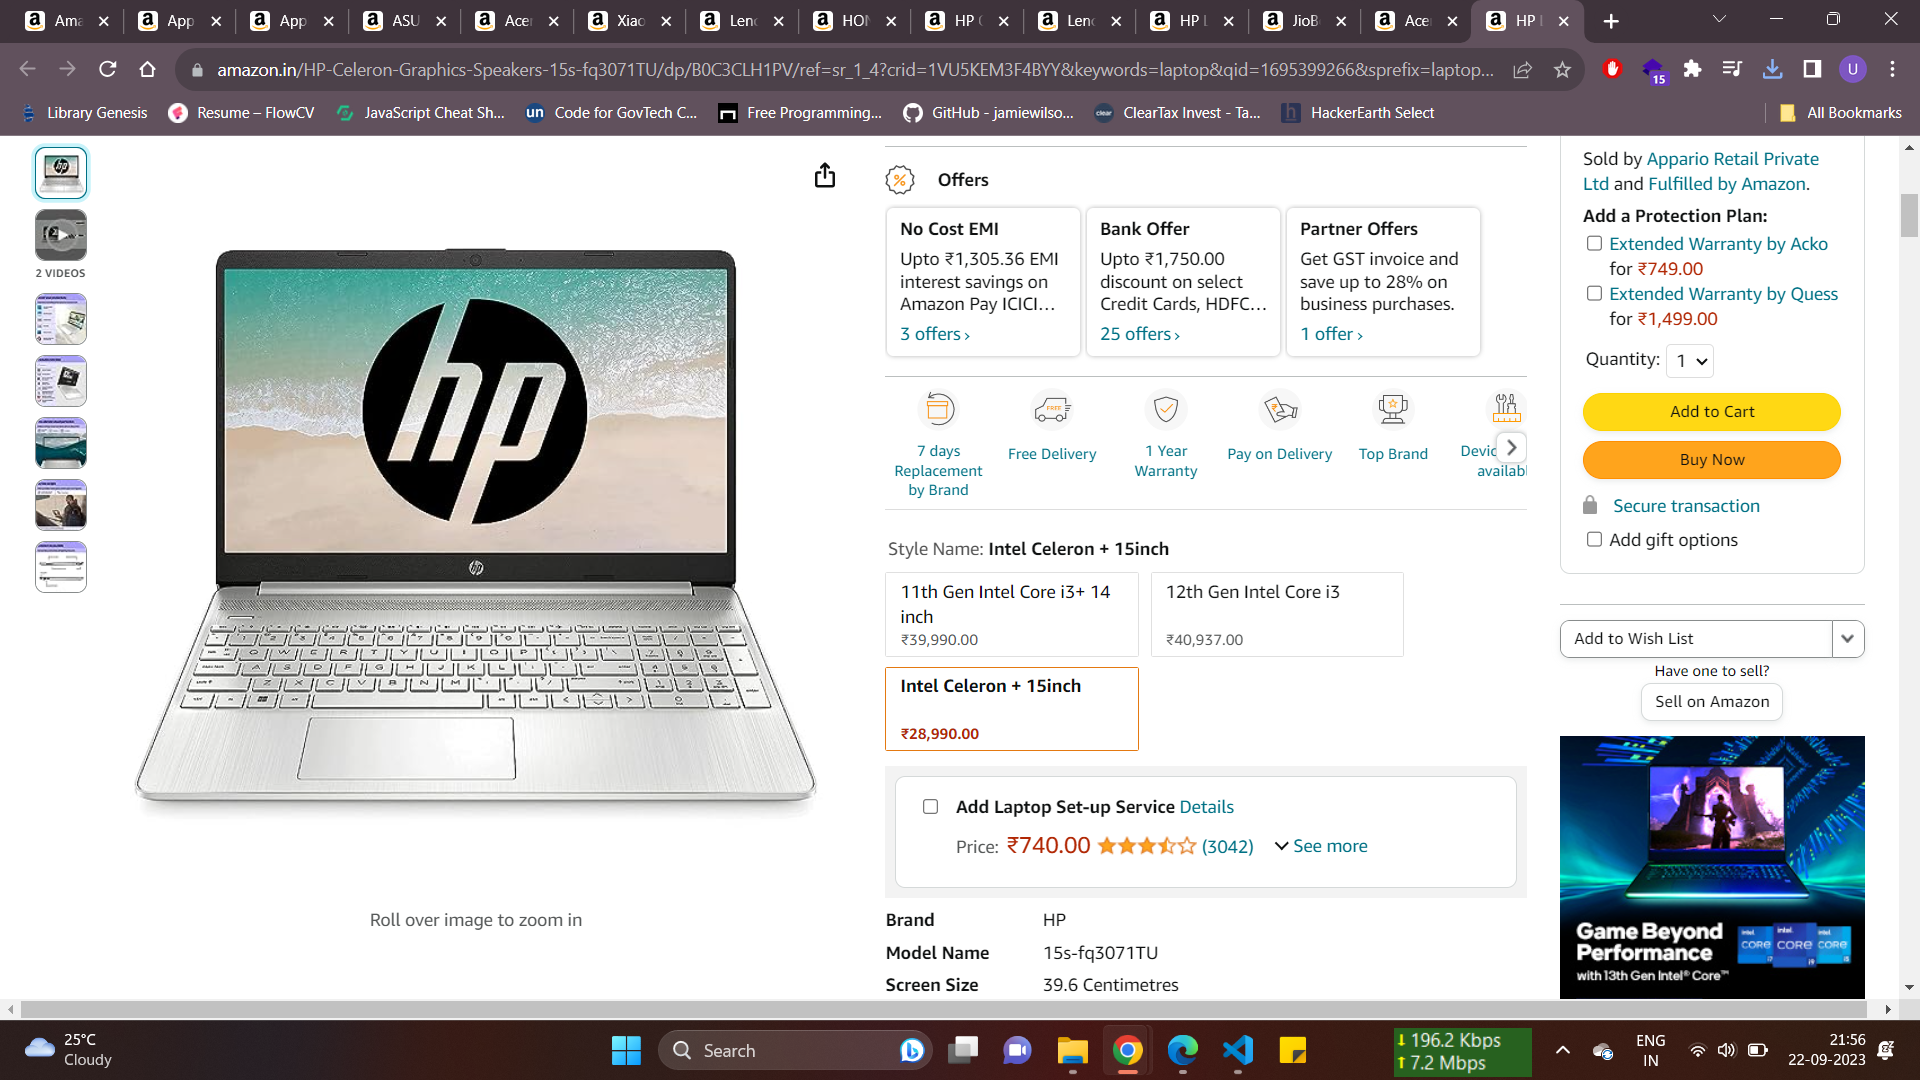 Ama
App
App
ASU
Acer
Xiao
Leno
HON
HP
Leno
HP
JioB
Acer
HP
amazon.in/HP-Celeron-Graphics-Speakers-15s-fq3071TU/dp/B0C3CLH1PV/ref=sr_1_4?crid=1VU5KEM3F4BYY&keywords=laptop&qid=1695399266&sprefix=laptop...
15
U
Library Genesis
Resume – FlowCV
JavaScript Cheat Sh...
Code for GovTech C...
Free Programming...
GitHub - jamiewilso...
ClearTax Invest - Ta...
HackerEarth Select
All Bookmarks
2 VIDEOS
hp
hp
Roll over image to zoom in
Offers
No Cost EMI
Upto ₹1,305.36 EMI
interest savings on
Amazon Pay ICICI…
3 offers ›
Bank Offer
Upto ₹1,750.00
discount on select
Credit Cards, HDFC…
25 offers ›
Partner Offers
Get GST invoice and
save up to 28% on
business purchases.
1 offer ›
7 days
Replacement
by Brand
FREE
Free Delivery
1 Year
Warranty
Pay on Delivery
Top Brand
Devic
availabl
Style Name: Intel Celeron + 15inch
11th Gen Intel Core i3+ 14
inch
₹39,990.00
12th Gen Intel Core i3
₹40,937.00
Intel Celeron + 15inch
₹28,990.00
Add Laptop Set-up Service Details
Price: ₹740.00 (3042) See more
Brand HP
Model Name 15s-fq3071TU
Screen Size 39.6 Centimetres
Sold by Appario Retail Private
Ltd and Fulfilled by Amazon.
Add a Protection Plan:
Extended Warranty by Acko
for ₹749.00
Extended Warranty by Quess
for ₹1,499.00
Quantity: 1
Add to Cart
Buy Now
Secure transaction
Add gift options
Add to Wish List
Have one to sell?
Sell on Amazon
Game Beyond
Performance
with 13th Gen Intel® Core™
intel.
CORE CORE CORE
i7 i9 i5
25°C
Cloudy
Search
196.2 Kbps
7.2 Mbps
ENG
IN
21:56
22-09-2023